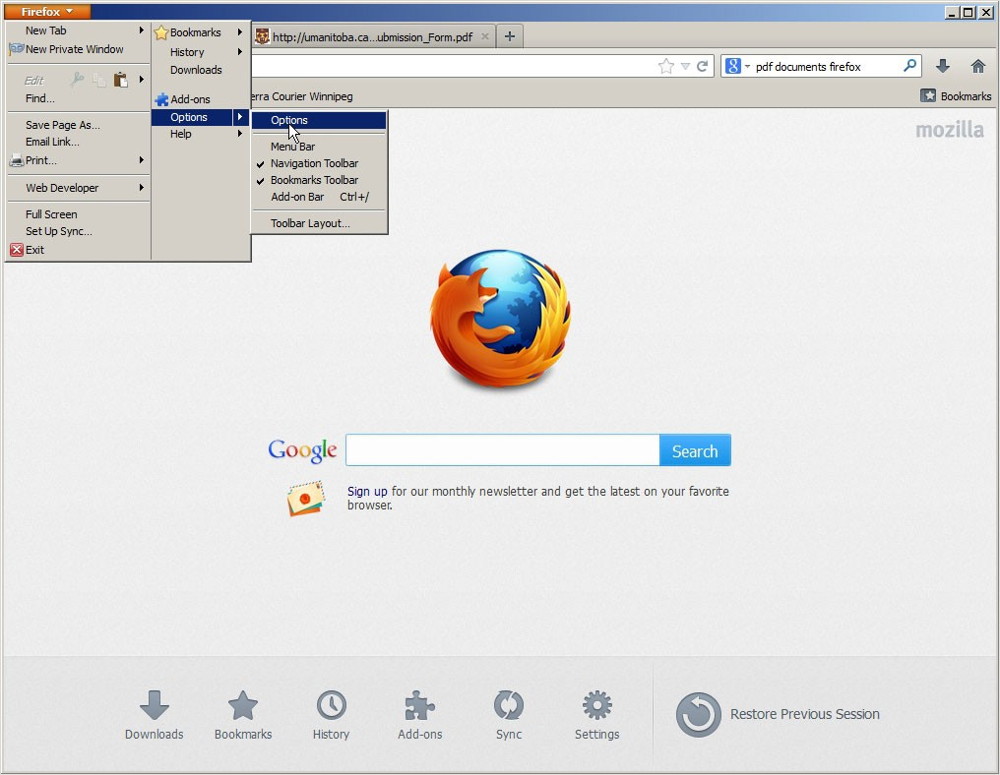 Firefox
New Tab
New Private Window
Edit
Find...
Save Page As...
Email Link...
Print...
Web Developer
Full Screen
Set Up Sync...
Exit
Bookmarks
History
Downloads
Add-ons
Options
Help
Options
Menu Bar
Navigation Toolbar
Bookmarks Toolbar
Add-on Bar Ctrl+/
Toolbar Layout...
http://umanitoba.ca...ubmission_Form.pdf
pdf documents firefox
erra Courier Winnipeg
Bookmarks
mozilla
Google
Search
Sign up for our monthly newsletter and get the latest on your favorite
browser.
Downloads
Bookmarks
History
Add-ons
Sync
Settings
Restore Previous Session